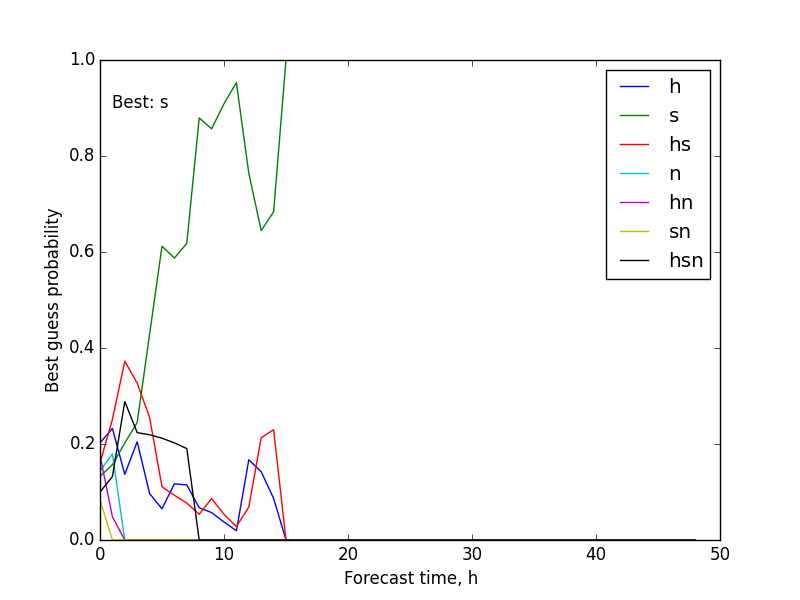 1.0
0.8
0.6
0.4
0.2
0.0
Best guess probability
Best: s
h
s
hs
n
hn
sn
hsn
0 10 20 30 40 50
Forecast time, h